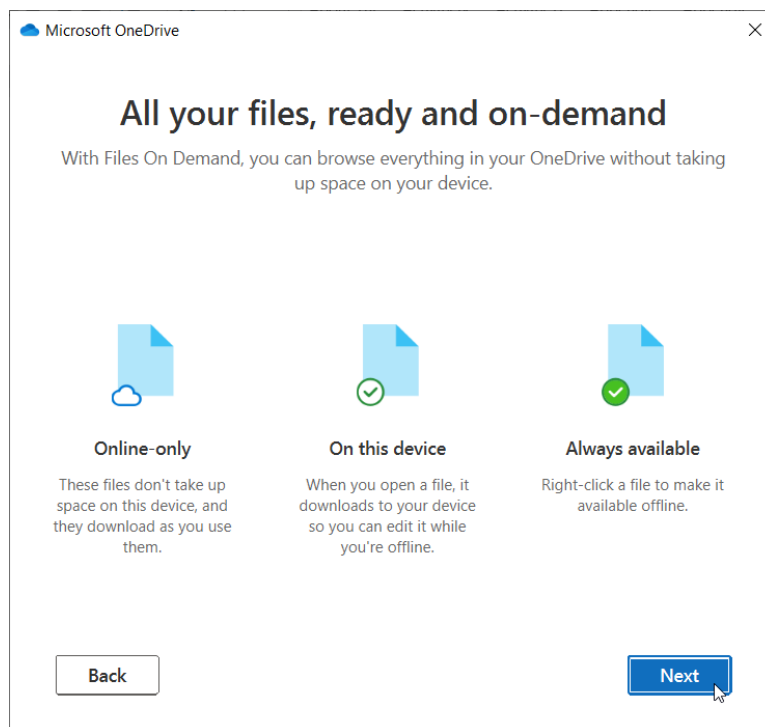 Microsoft OneDrive
All your files, ready and on-demand
With Files On Demand, you can browse everything in your OneDrive without taking
up space on your device.
Online-only
These files don't take up
space on this device, and
they download as you use
them.
On this device
When you open a file, it
downloads to your device
so you can edit it while
you're offline.
Always available
Right-click a file to make it
available offline.
Back
Next